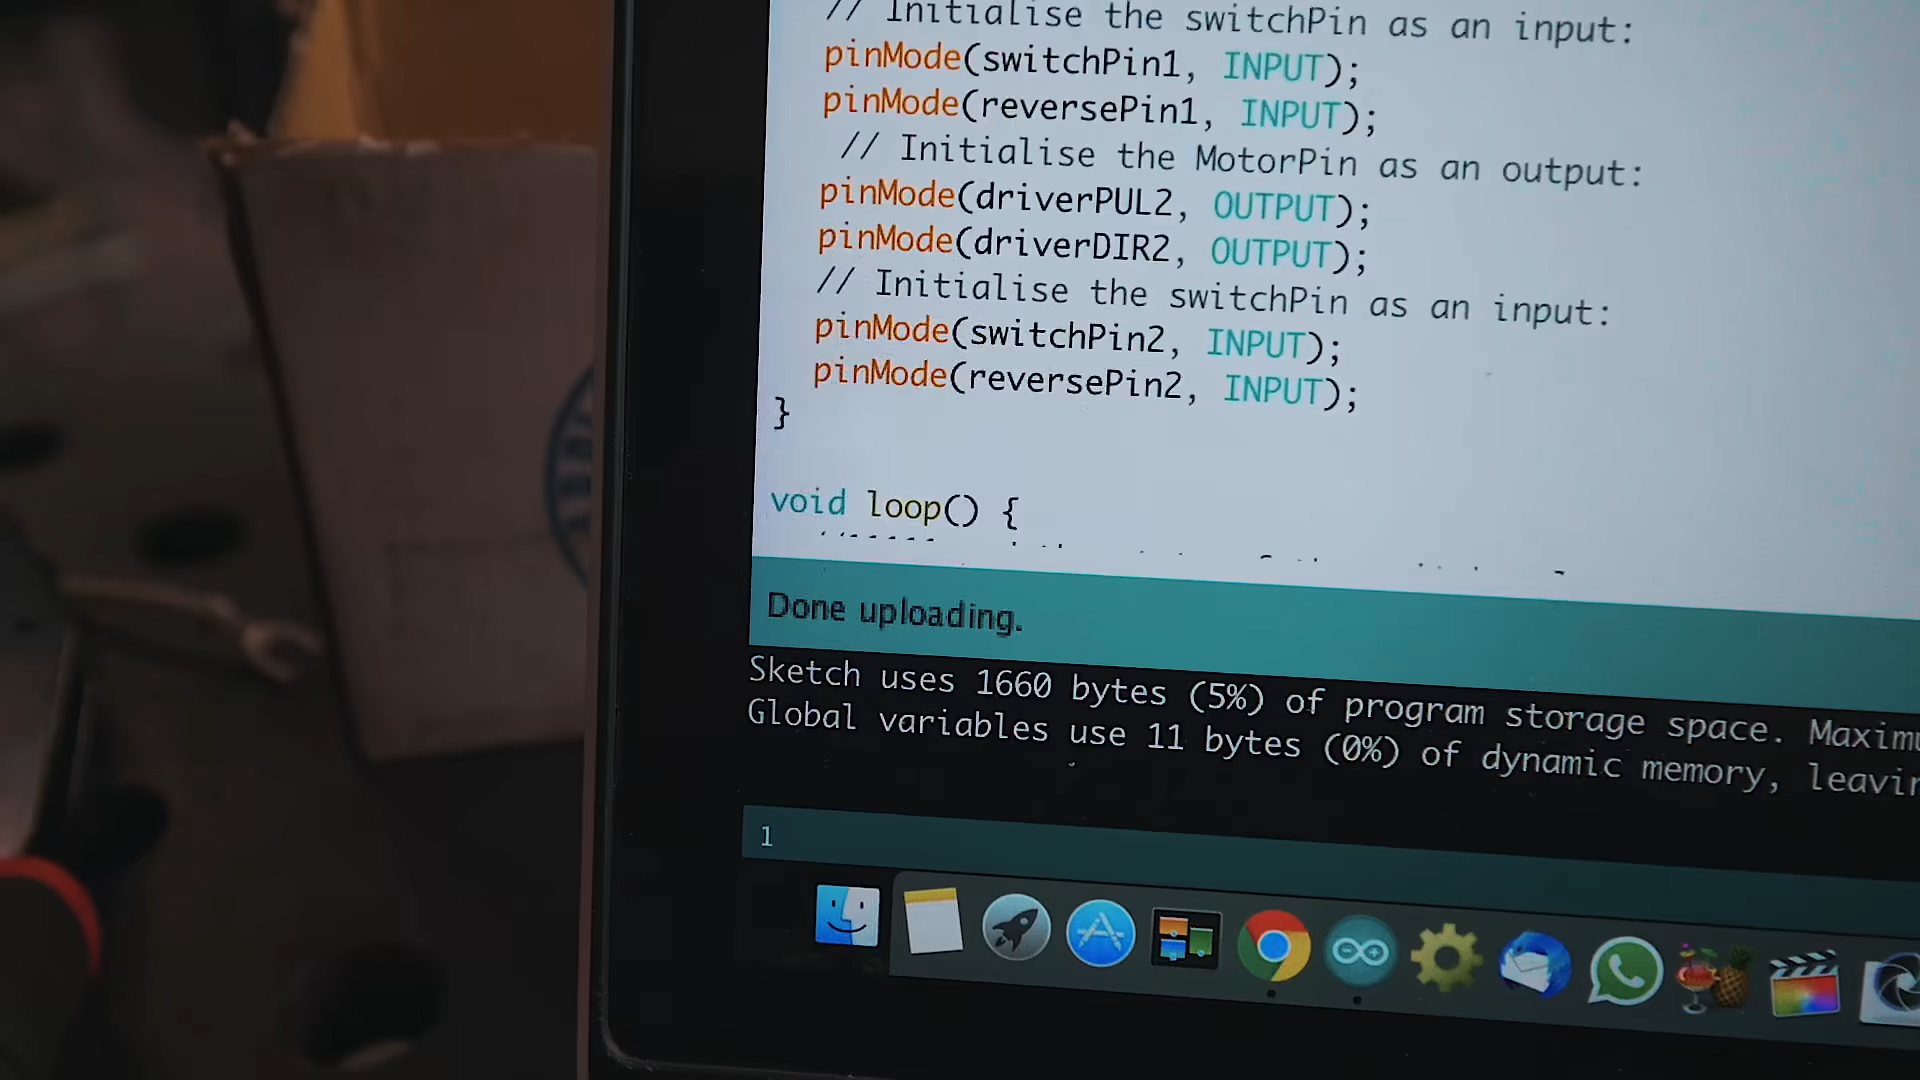 // Initialise the switchPin as an input:
pinMode(switchPin1, INPUT);
pinMode(reversePin1, INPUT);
// Initialise the MotorPin as an output:
pinMode(driverPUL2, OUTPUT);
pinMode(driverDIR2, OUTPUT);
// Initialise the switchPin as an input:
pinMode(switchPin2, INPUT);
pinMode(reversePin2, INPUT);
}
void loop() {
Done uploading.
Sketch uses 1660 bytes (5%) of program storage space. Maximu
Global variables use 11 bytes (0%) of dynamic memory, leavin
1